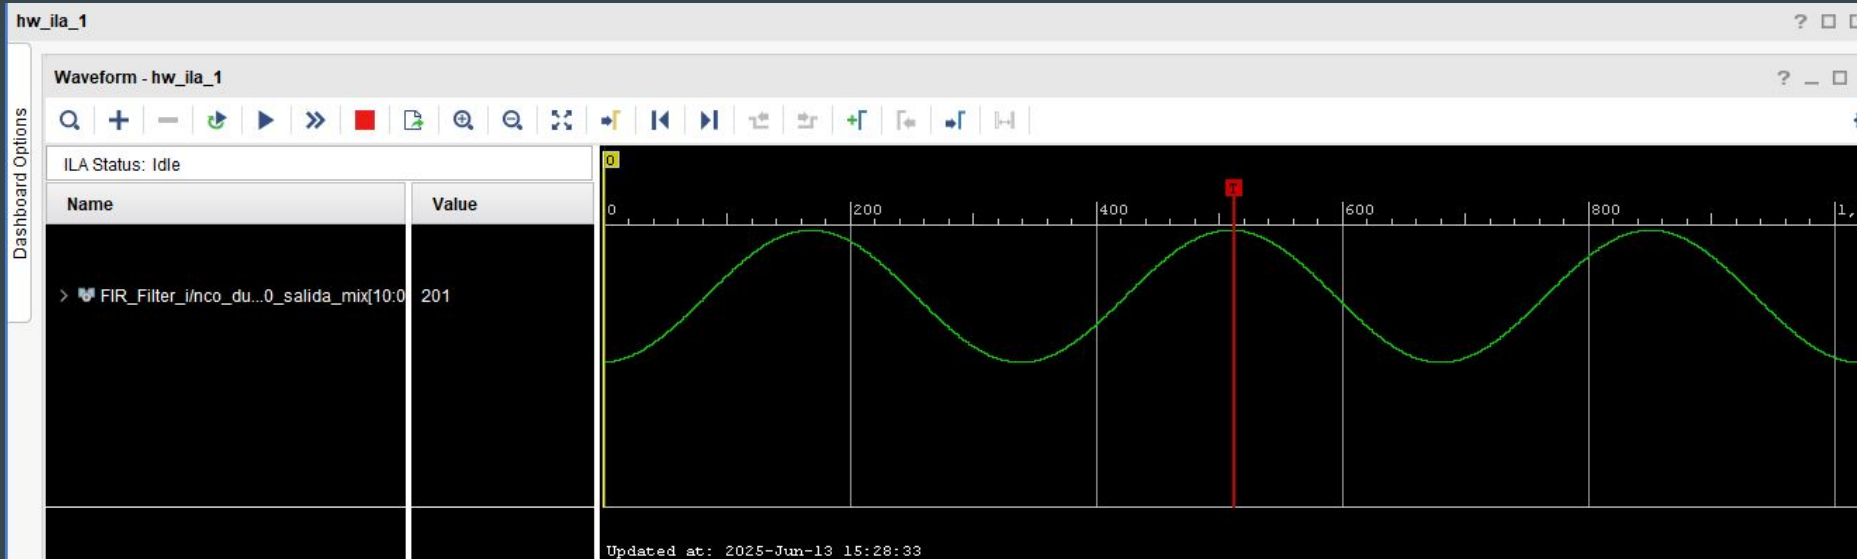 hw_ila_1
Dashboard Options
Waveform - hw_ila_1
ILA Status: Idle
Name
Value
FIR_Filter_i/nco_du...0_salida_mix[10:0
201
0
T
0
200
400
600
800
1,
Updated at: 2025-Jun-13 15:28:33